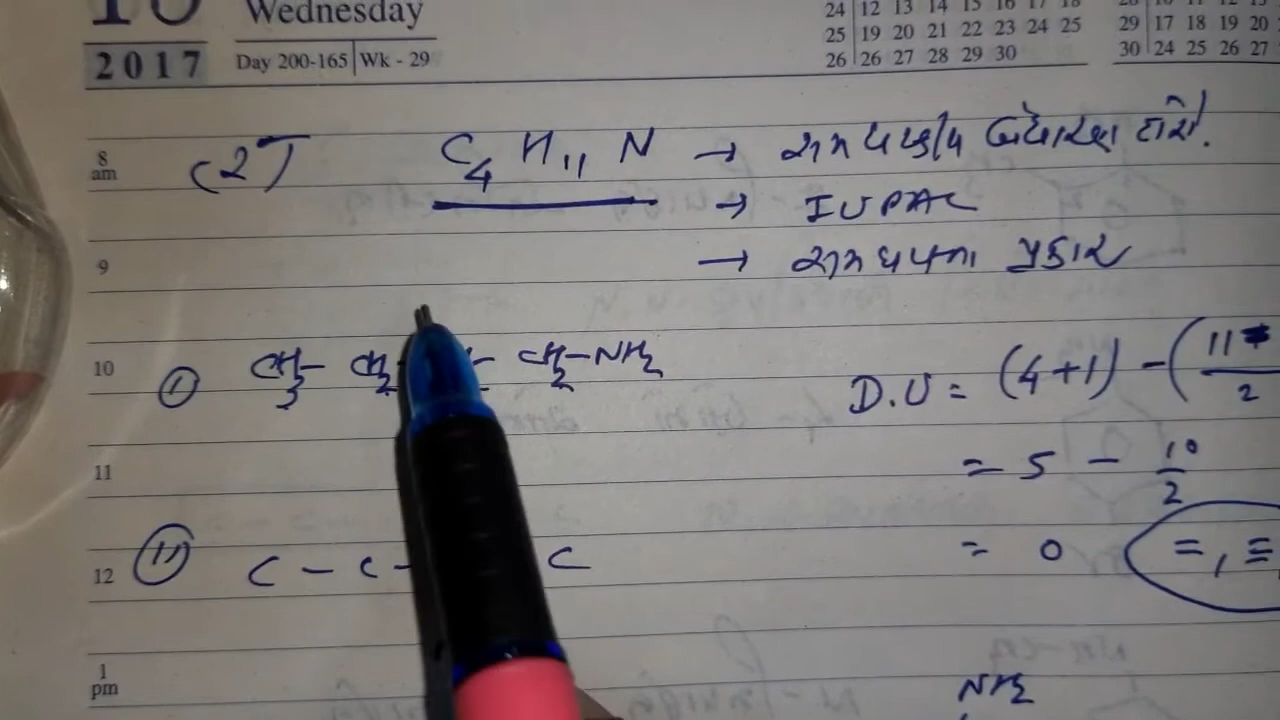 18
Wednesday
2017
Day 200-165 Wk - 29
24 12 13 14 15 16 17 18
25 19 20 21 22 23 24 25
26 26 27 28 29 30
29 17 18 19 20
30 24 25 26 27
8 am
(2) C4 H11 N → સમઘટકીય બંધારણ દોરો.
→ IUPAC
9
→ સમઘટકના પ્રકાર
10
① CH3 - CH2 - CH2 - NH2
D.U = (4+1) - (11
2
11
= 5 - 10/2
12
(ii) C - C - C
= 0 =, ≡
1 pm
NH2